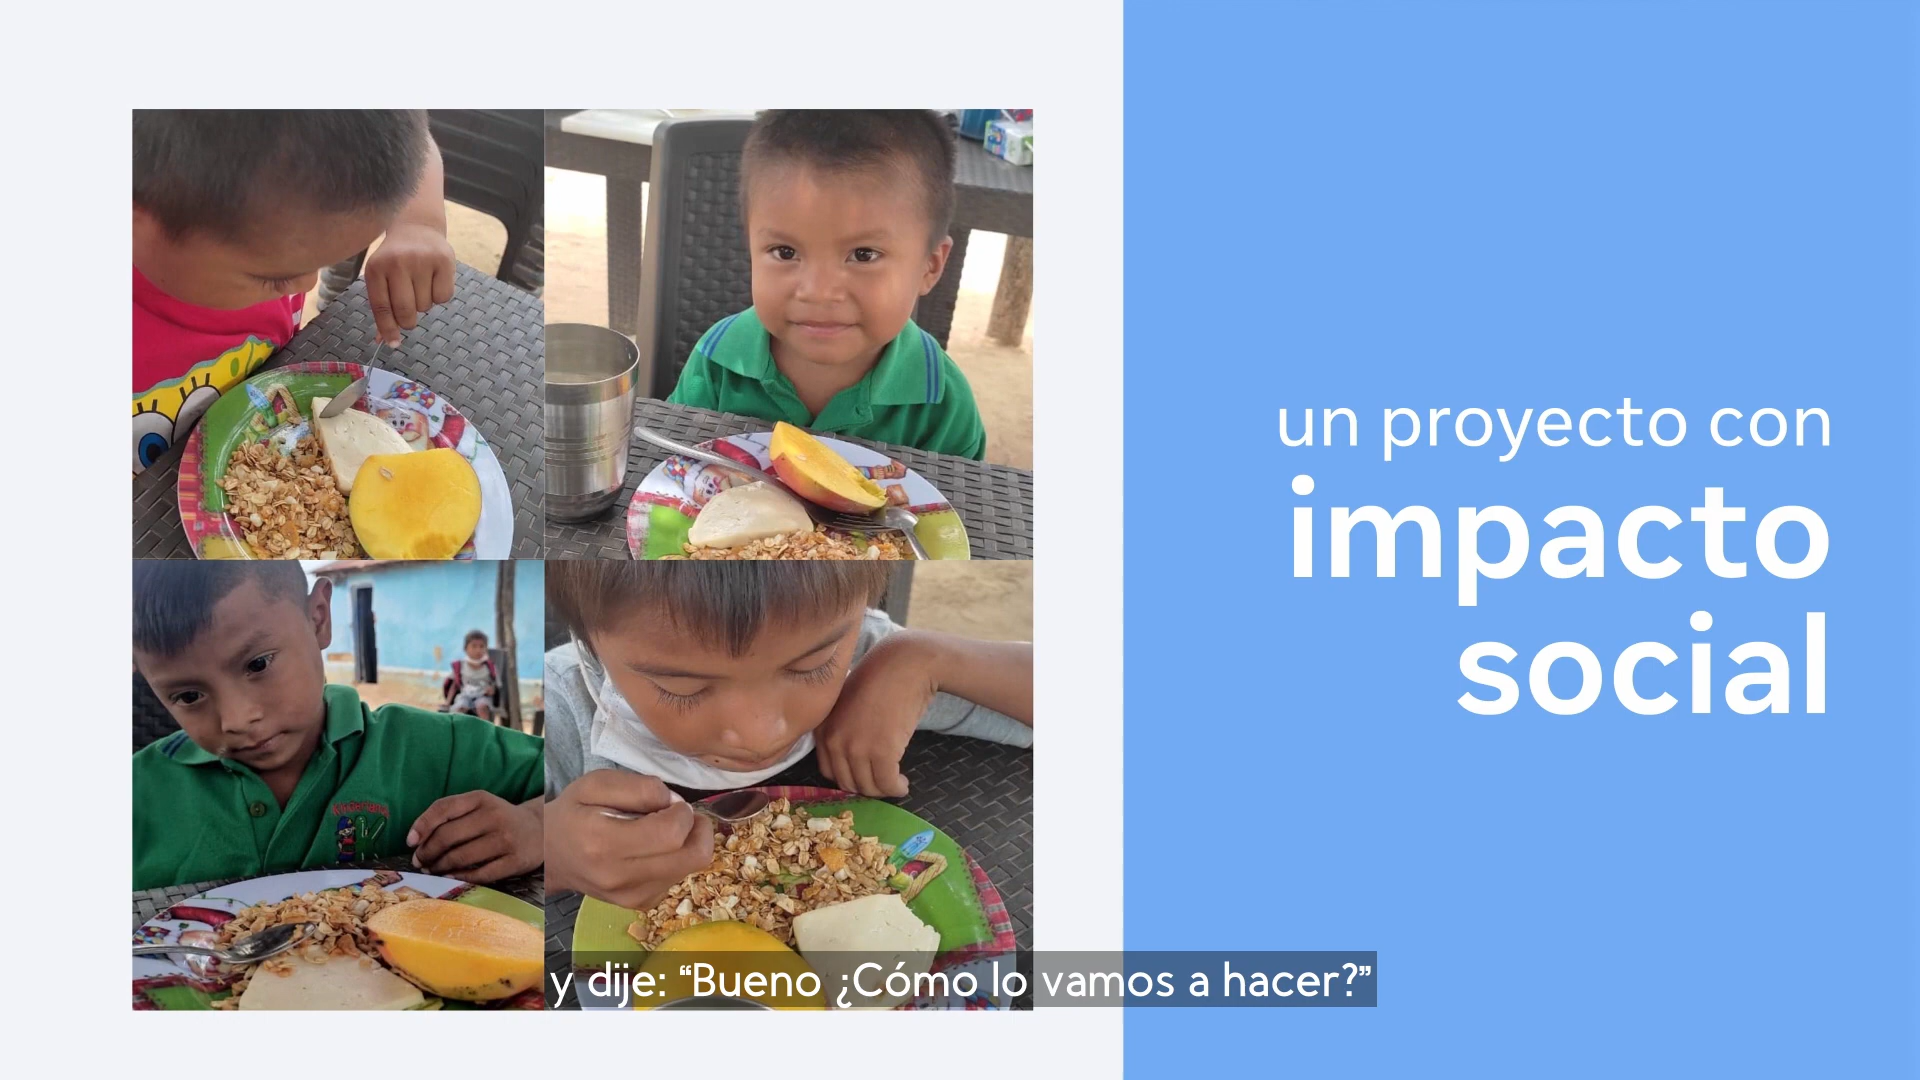 un proyecto con
impacto
social
y dije: “Bueno ¿Cómo lo vamos a hacer?”